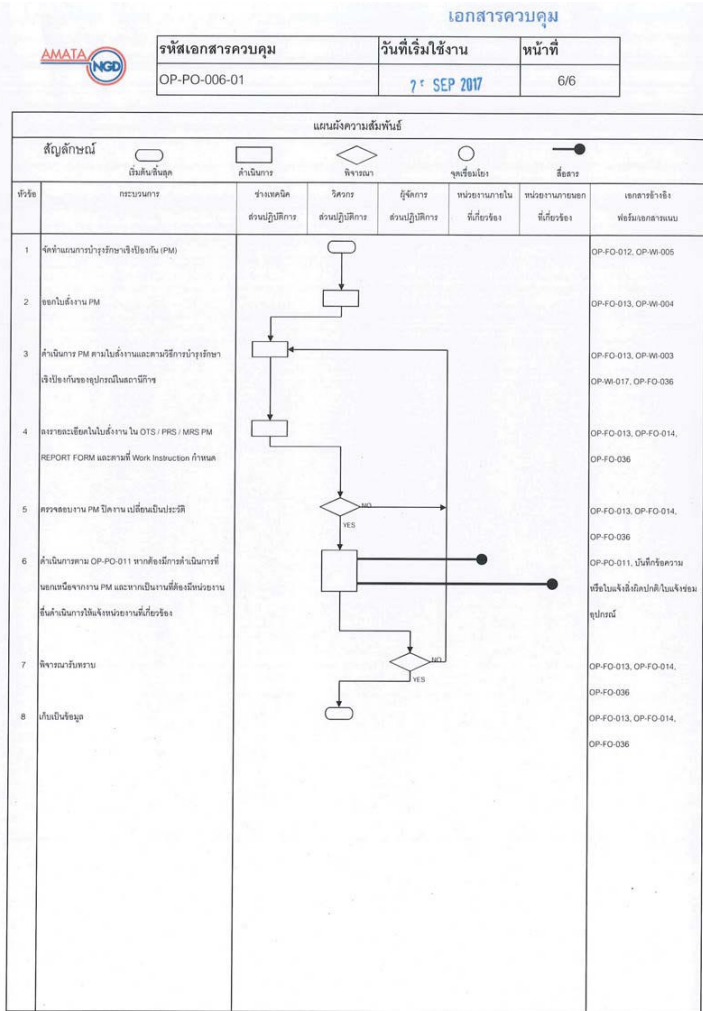 เอกสารควบคุม
AMATA
NGD
รหัสเอกสารควบคุม วันที่เริ่มใช้งาน หน้าที่
OP-PO-006-01 SEP 2017 6/6
แผนผังความสัมพันธ์
สัญลักษณ์
เริ่มต้น/สิ้นสุด ดำเนินการ พิจารณา จุดเชื่อมโยง สื่อสาร
หัวข้อ กระบวนการ ช่างเทคนิค วิศวกร ผู้จัดการ หน่วยงานภายใน หน่วยงานภายนอก เอกสารอ้างอิง
ส่วนปฏิบัติการ ส่วนปฏิบัติการ ส่วนปฏิบัติการ ที่เกี่ยวข้อง ที่เกี่ยวข้อง ฟอร์มเอกสารแนบ
1 จัดทำแผนการบำรุงรักษาเชิงป้องกัน (PM) OP-FO-012, OP-WI-005
2 ออกใบสั่งงาน PM OP-FO-013, OP-WI-004
3 ดำเนินการ PM ตามใบสั่งงานและตามวิธีการบำรุงรักษา OP-FO-013, OP-WI-003
เชิงป้องกันของอุปกรณ์ในสถานีก๊าซ OP-WI-017, OP-FO-036
4 ลงรายละเอียดในใบสั่งงาน ใน OTS / PRS / MRS PM OP-FO-013, OP-FO-014,
REPORT FORM และตามที่ Work Instruction กำหนด OP-FO-036
5 ตรวจสอบงาน PM ปิดงาน เปลี่ยนเป็นประวัติ NO OP-FO-013, OP-FO-014,
YES OP-FO-036
6 ดำเนินการตาม OP-PO-011 หากต้องมีการดำเนินการที่ OP-PO-011, บันทึกข้อความ
นอกเหนือจากงาน PM และหากเป็นงานที่ต้องมีหน่วยงาน หรือใบแจ้งสิ่งผิดปกติ/ใบแจ้งซ่อม
อื่นดำเนินการให้แจ้งหน่วยงานที่เกี่ยวข้อง อุปกรณ์
7 พิจารณารับทราบ NO OP-FO-013, OP-FO-014,
YES OP-FO-036
8 เก็บเป็นข้อมูล OP-FO-013, OP-FO-014,
OP-FO-036